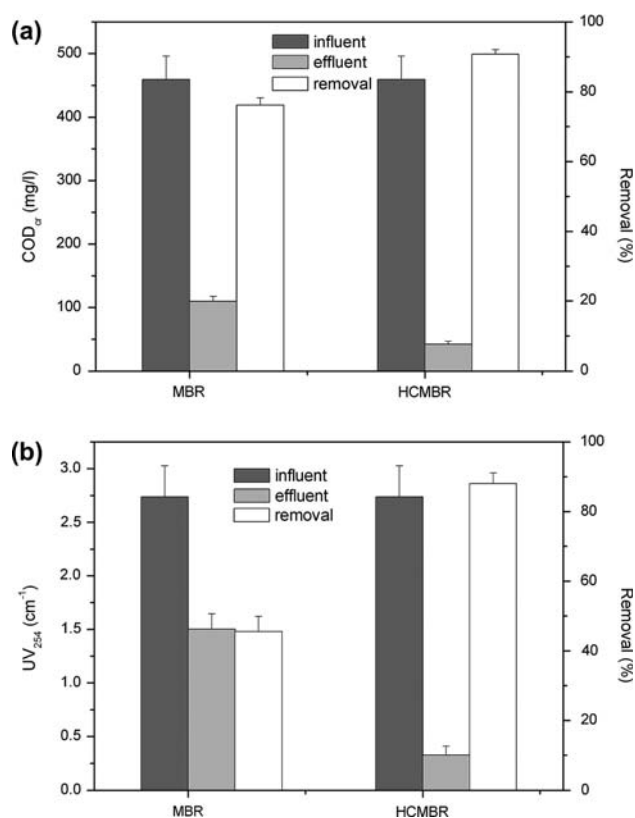 (a)
500
400
300
200
100
0
COD_cr (mg/l)
influent
effluent
removal
100
80
60
40
20
0
Removal (%)
MBR
HCMBR
(b)
3.0
2.5
2.0
1.5
1.0
0.5
0.0
UV_254 (cm^-1)
influent
effluent
removal
100
80
60
40
20
0
Removal (%)
MBR
HCMBR